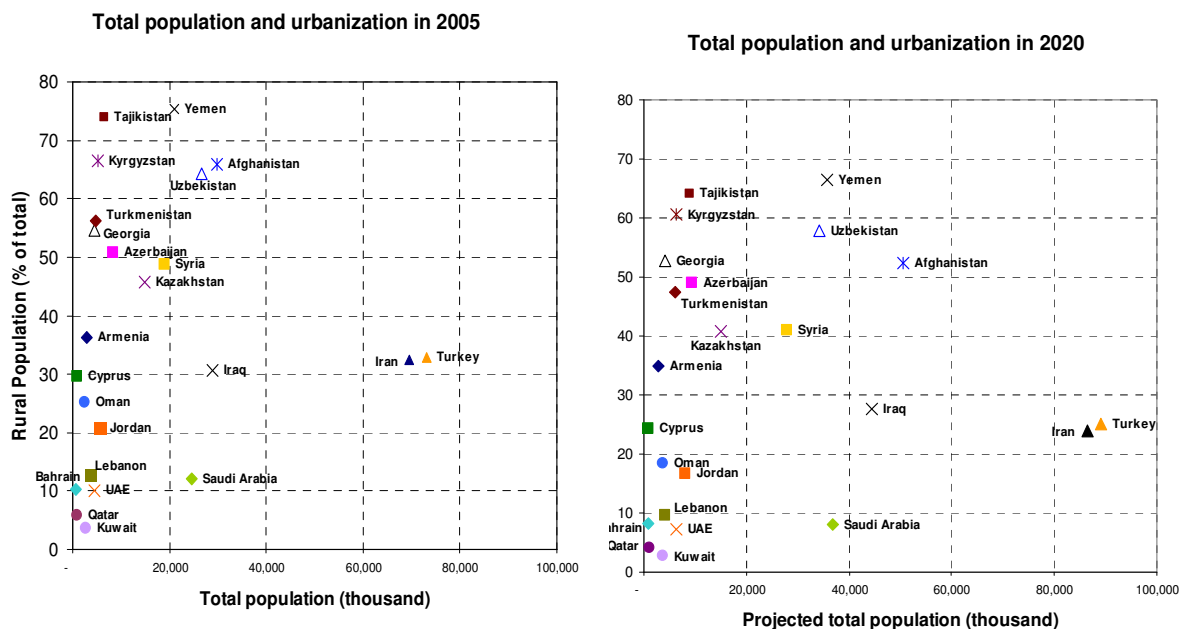 Total population and urbanization in 2005
Rural Population (% of total)
80
70
60
50
40
30
20
10
0
Yemen
Tajikistan
Kyrgyzstan
Afghanistan
Uzbekistan
Turkmenistan
Georgia
Azerbaijan
Syria
Kazakhstan
Armenia
Iran
Turkey
Iraq
Cyprus
Oman
Jordan
Lebanon
Bahrain
Saudi Arabia
UAE
Qatar
Kuwait
-
20,000
40,000
60,000
80,000
100,000
Total population (thousand)
Total population and urbanization in 2020
80
70
60
50
40
30
20
10
0
Yemen
Tajikistan
Kyrgyzstan
Uzbekistan
Georgia
Afghanistan
Azerbaijan
Turkmenistan
Syria
Kazakhstan
Armenia
Iraq
Turkey
Iran
Cyprus
Oman
Jordan
Lebanon
hrain
UAE
Saudi Arabia
Qatar
Kuwait
-
20,000
40,000
60,000
80,000
100,000
Projected total population (thousand)